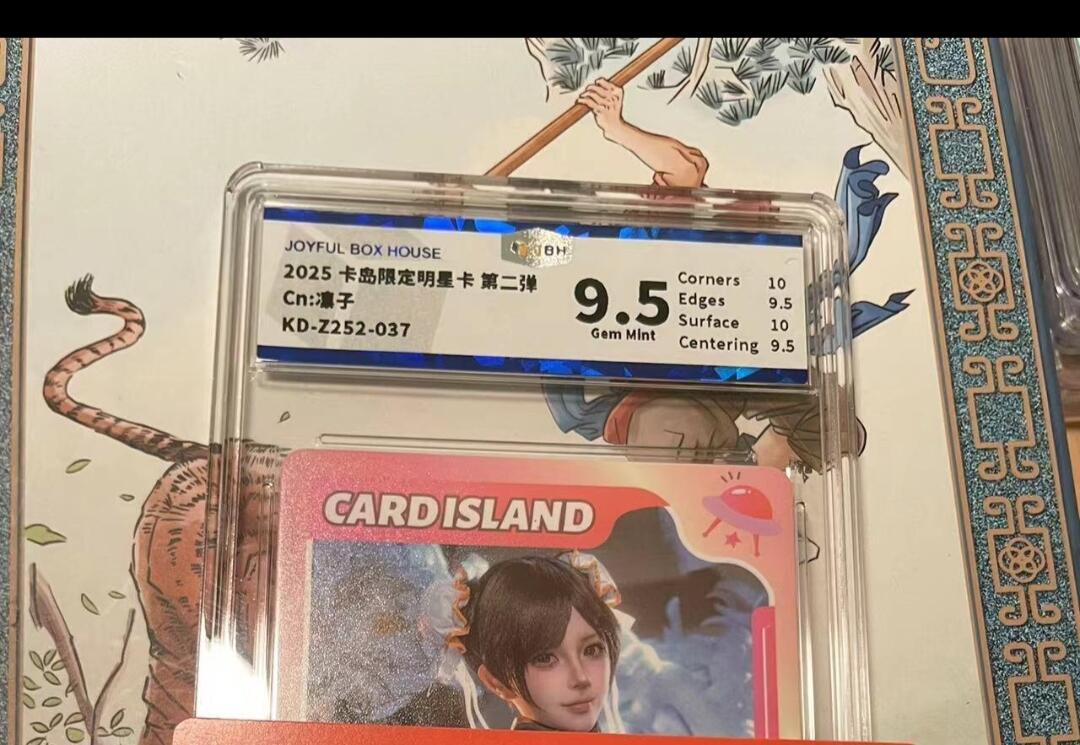 JOYFUL BOX HOUSE
JBH
2025 卡岛限定明星卡 第二弹
Cn:凛子
KD-Z252-037
9.5
Gem Mint
Corners 10
Edges 9.5
Surface 10
Centering 9.5
CARD ISLAND